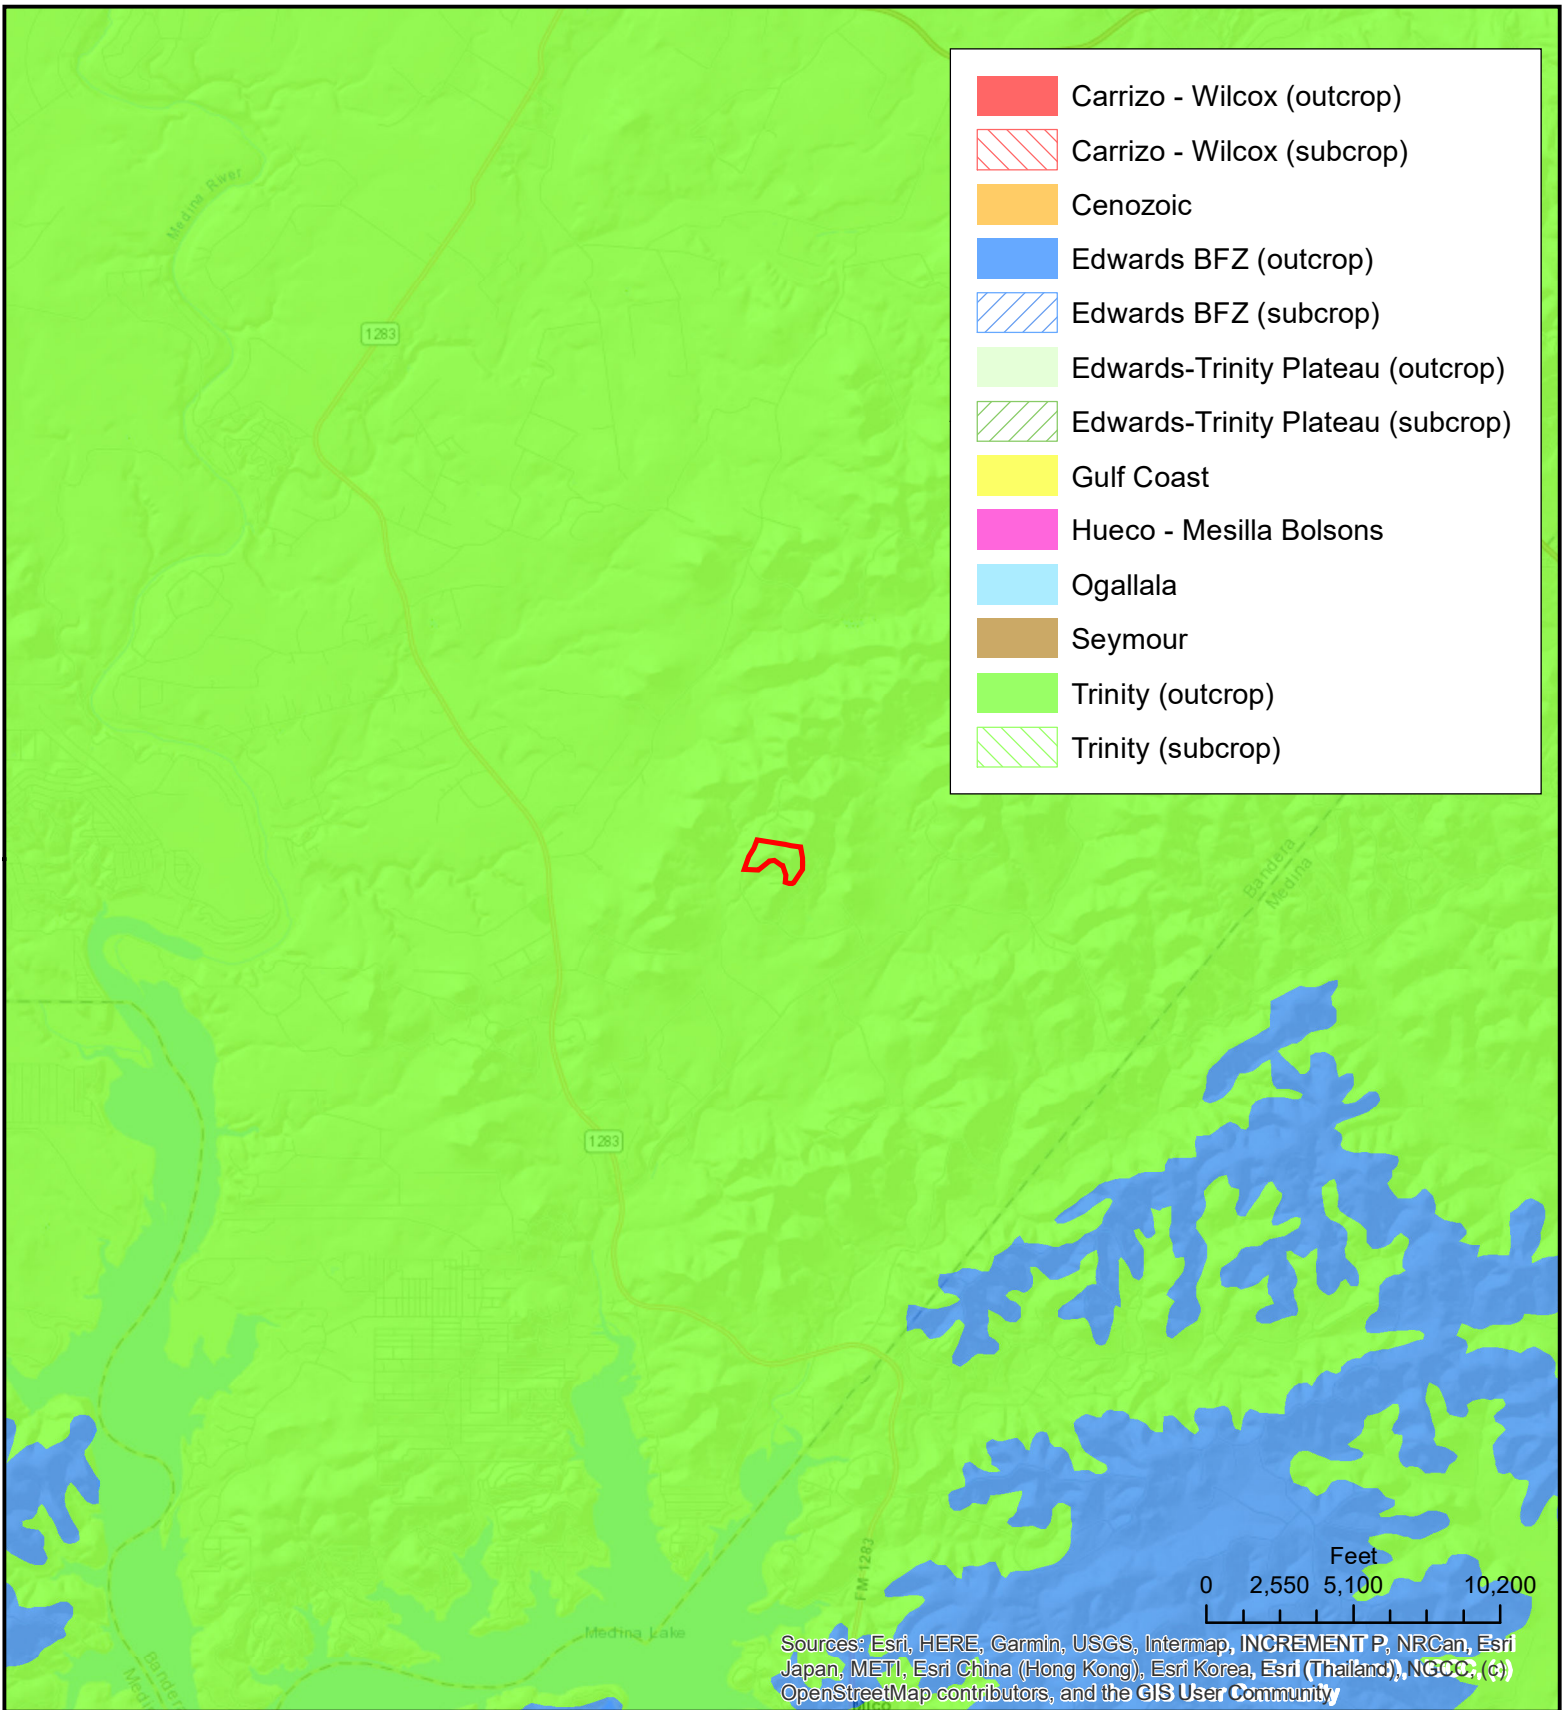 Carrizo - Wilcox (outcrop)
Carrizo - Wilcox (subcrop)
Cenozoic
Edwards BFZ (outcrop)
Edwards BFZ (subcrop)
Edwards-Trinity Plateau (outcrop)
Edwards-Trinity Plateau (subcrop)
Gulf Coast
Hueco - Mesilla Bolsons
Ogallala
Seymour
Trinity (outcrop)
Trinity (subcrop)
Medina River
1283
Bandera
Medina
1283
FM 1283
Medina Lake
Feet
0 2,550 5,100 10,200
Sources: Esri, HERE, Garmin, USGS, Intermap, INCREMENT P, NRCan, Esri
Japan, METI, Esri China (Hong Kong), Esri Korea, Esri (Thailand), NGCC, (c)
OpenStreetMap contributors, and the GIS User Community
Mico